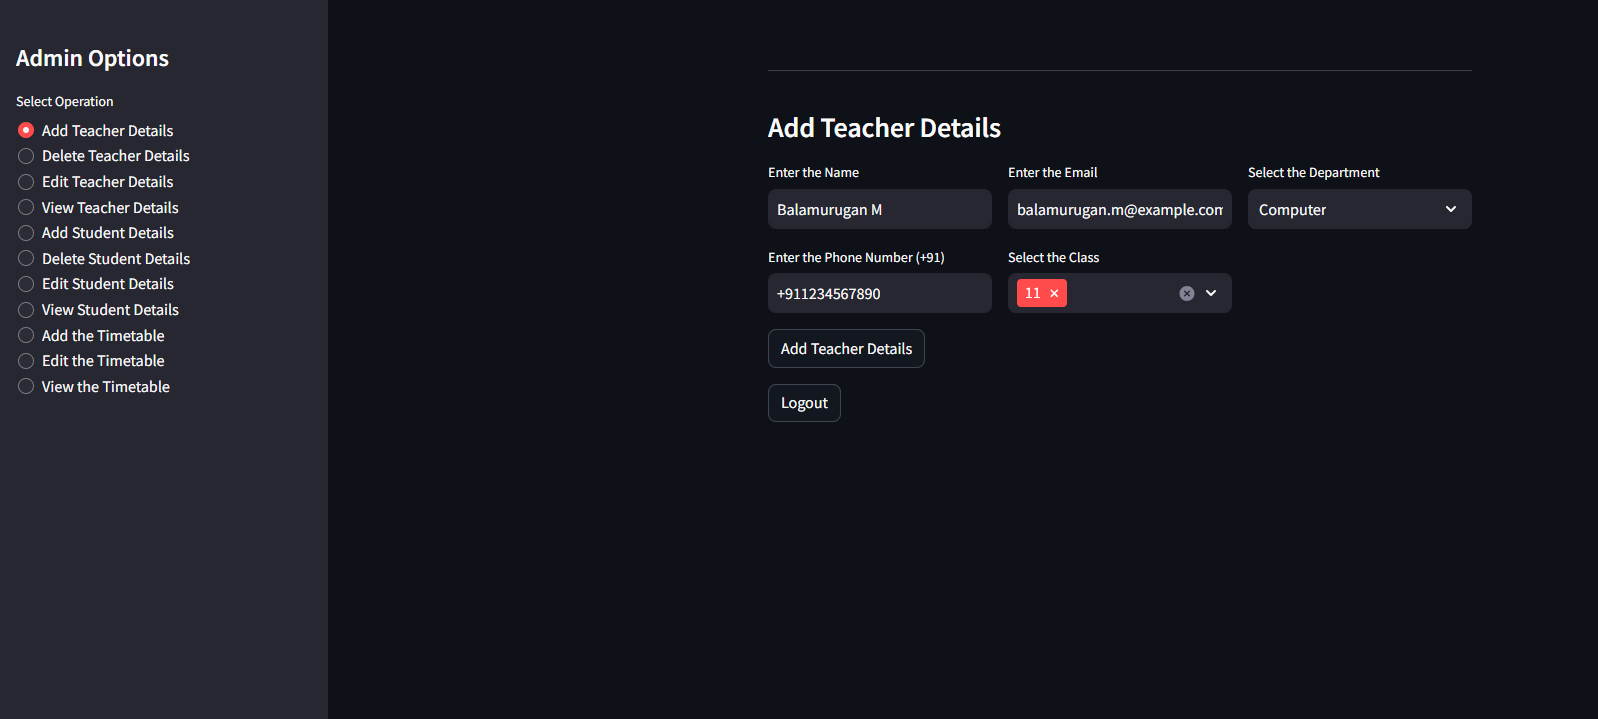 Admin Options
Select Operation
Add Teacher Details
Delete Teacher Details
Edit Teacher Details
View Teacher Details
Add Student Details
Delete Student Details
Edit Student Details
View Student Details
Add the Timetable
Edit the Timetable
View the Timetable
Add Teacher Details
Enter the Name
Enter the Email
Select the Department
Balamurugan M
balamurugan.m@example.com
Computer
Enter the Phone Number (+91)
Select the Class
+911234567890
11
Add Teacher Details
Logout